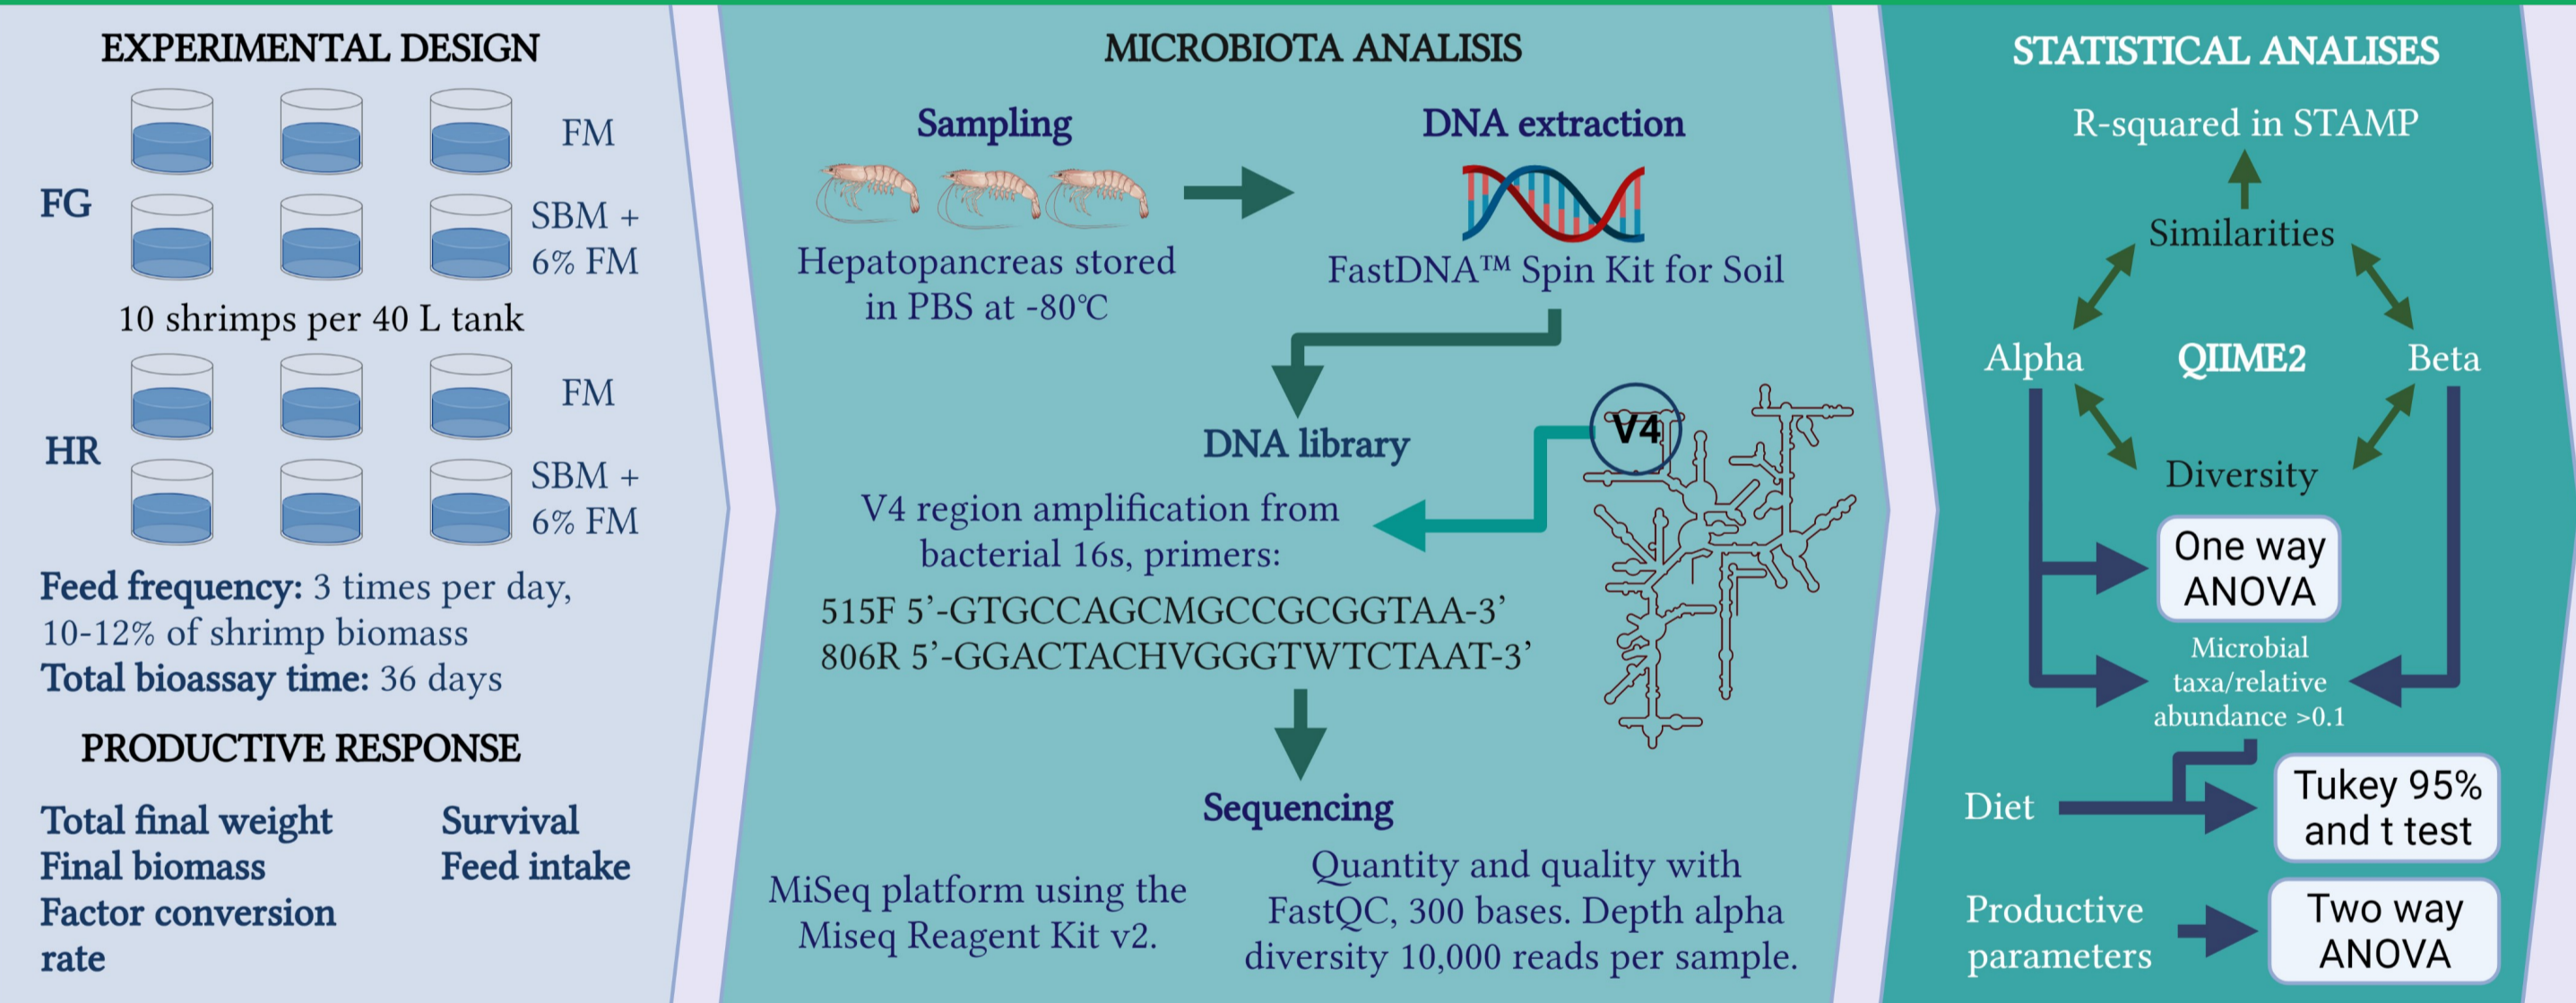 EXPERIMENTAL DESIGN
FM
FG
SBM +
6% FM
10 shrimps per 40 L tank
FM
HR
SBM +
6% FM
Feed frequency: 3 times per day,
10-12% of shrimp biomass
Total bioassay time: 36 days
PRODUCTIVE RESPONSE
Total final weight
Final biomass
Factor conversion
rate
Survival
Feed intake
MICROBIOTA ANALISIS
Sampling
Hepatopancreas stored
in PBS at -80℃
DNA extraction
FastDNA™ Spin Kit for Soil
DNA library
V4
V4 region amplification from
bacterial 16s, primers:
515F 5’-GTGCCAGCMGCCGCGGTAA-3’
806R 5’-GGACTACHVGGGTWTCTAAT-3’
Sequencing
MiSeq platform using the
Miseq Reagent Kit v2.
Quantity and quality with
FastQC, 300 bases. Depth alpha
diversity 10,000 reads per sample.
STATISTICAL ANALISES
R-squared in STAMP
Similarities
Alpha
QIIME2
Beta
Diversity
One way
ANOVA
Microbial
taxa/relative
abundance >0.1
Diet
Tukey 95%
and t test
Productive
parameters
Two way
ANOVA